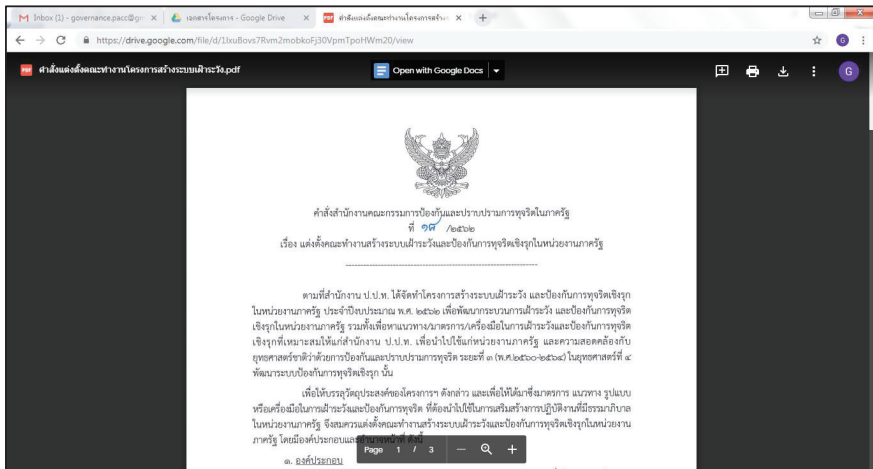 Inbox (1) - governance.pacc@gm
เอกสารโครงการ - Google Drive
คำสั่งแต่งตั้งคณะทำงานโครงการสร้างร
https://drive.google.com/file/d/1lxuBovs7Rvm2mobkoFj30VpmTpoHWm20/view
G
PDF คำสั่งแต่งตั้งคณะทำงานโครงการสร้างระบบเฝ้าระวัง.pdf
Open with Google Docs
G
คำสั่งสำนักงานคณะกรรมการป้องกันและปราบปรามการทุจริตในภาครัฐ
ที่ /๒๕๖๒
เรื่อง แต่งตั้งคณะทำงานสร้างระบบเฝ้าระวังและป้องกันการทุจริตเชิงรุกในหน่วยงานภาครัฐ
ตามที่สำนักงาน ป.ป.ท. ได้จัดทำโครงการสร้างระบบเฝ้าระวัง และป้องกันการทุจริตเชิงรุก
ในหน่วยงานภาครัฐ ประจำปีงบประมาณ พ.ศ. ๒๕๖๒ เพื่อพัฒนากระบวนการเฝ้าระวัง และป้องกันการทุจริต
เชิงรุกในหน่วยงานภาครัฐ รวมทั้งเพื่อหาแนวทาง/มาตรการ/เครื่องมือในการเฝ้าระวังและป้องกันการทุจริต
เชิงรุกที่เหมาะสมให้แก่สำนักงาน ป.ป.ท. เพื่อนำไปใช้แก่หน่วยงานภาครัฐ และความสอดคล้องกับ
ยุทธศาสตร์ชาติว่าด้วยการป้องกันและปราบปรามการทุจริต ระยะที่ ๓ (พ.ศ.๒๕๖๐-๒๕๖๔) ในยุทธศาสตร์ที่ ๔
พัฒนาระบบป้องกันการทุจริตเชิงรุก นั้น
เพื่อให้บรรลุวัตถุประสงค์ของโครงการฯ ดังกล่าว และเพื่อให้ได้มาซึ่งมาตรการ แนวทาง รูปแบบ
หรือเครื่องมือในการเฝ้าระวังและป้องกันการทุจริต ที่ต้องนำไปใช้ในการเสริมสร้างการปฏิบัติงานที่มีธรรมาภิบาล
ในหน่วยงานภาครัฐ จึงสมควรแต่งตั้งคณะทำงานสร้างระบบเฝ้าระวังและป้องกันการทุจริตเชิงรุกในหน่วยงาน
ภาครัฐ โดยมีองค์ประกอบและอำนาจหน้าที่ ดังนี้
Page 1 / 3
๑. องค์ประกอบ